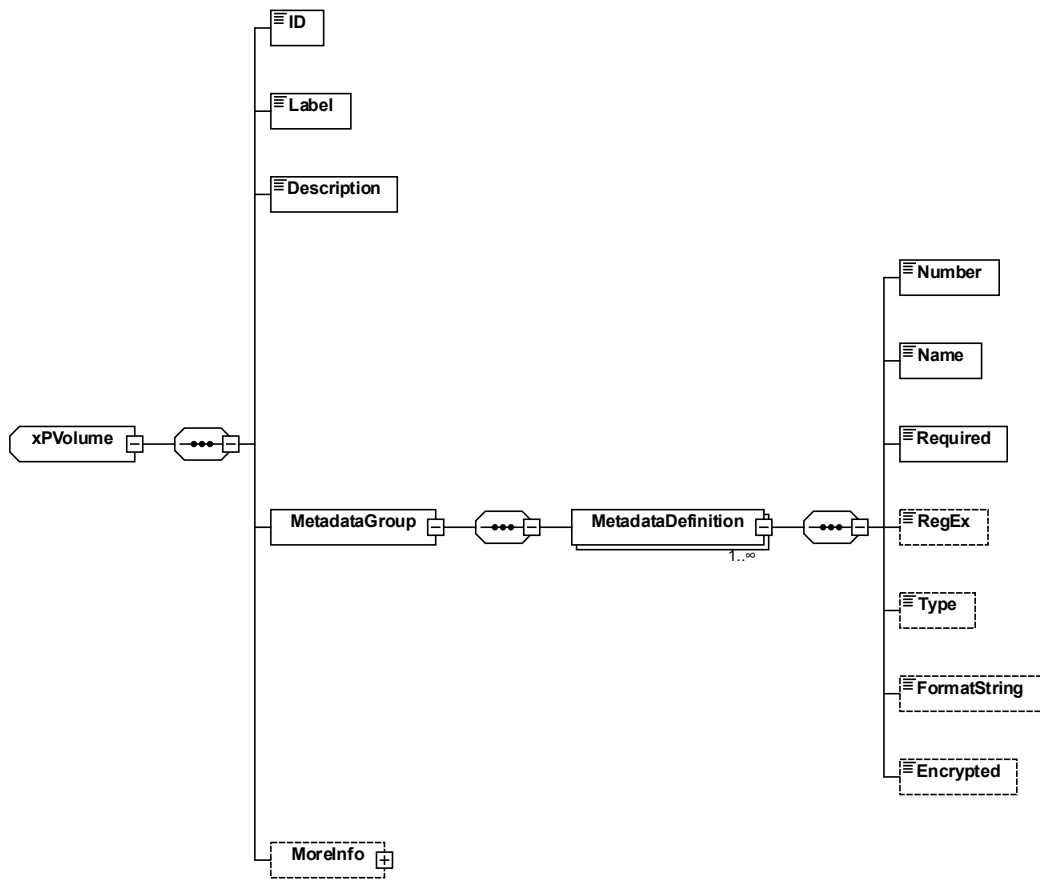 ID
Label
Description
Number
Name
xPVolume
Required
MetadataGroup
MetadataDefinition
1..∞
RegEx
Type
FormatString
Encrypted
MoreInfo